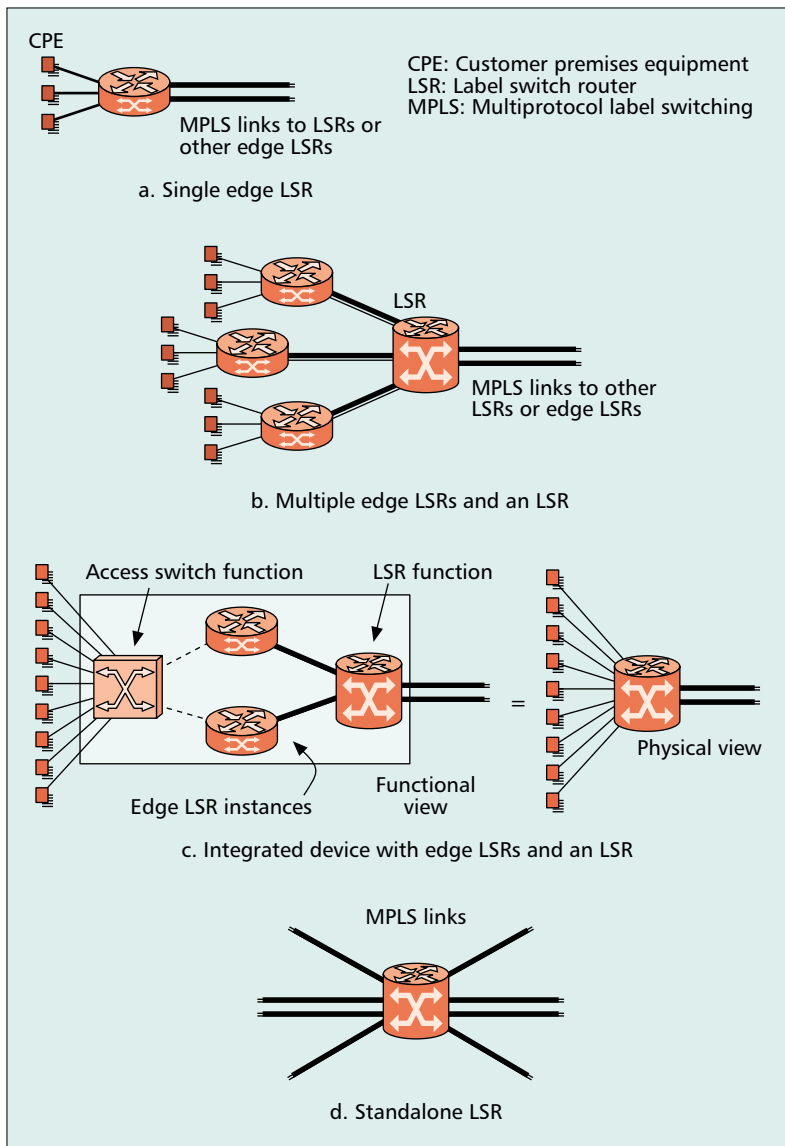 CPE
CPE: Customer premises equipment
LSR: Label switch router
MPLS: Multiprotocol label switching
MPLS links to LSRs or
other edge LSRs
a. Single edge LSR
LSR
MPLS links to other
LSRs or edge LSRs
b. Multiple edge LSRs and an LSR
Access switch function
LSR function
=
Physical view
Edge LSR instances
Functional
view
c. Integrated device with edge LSRs and an LSR
MPLS links
d. Standalone LSR